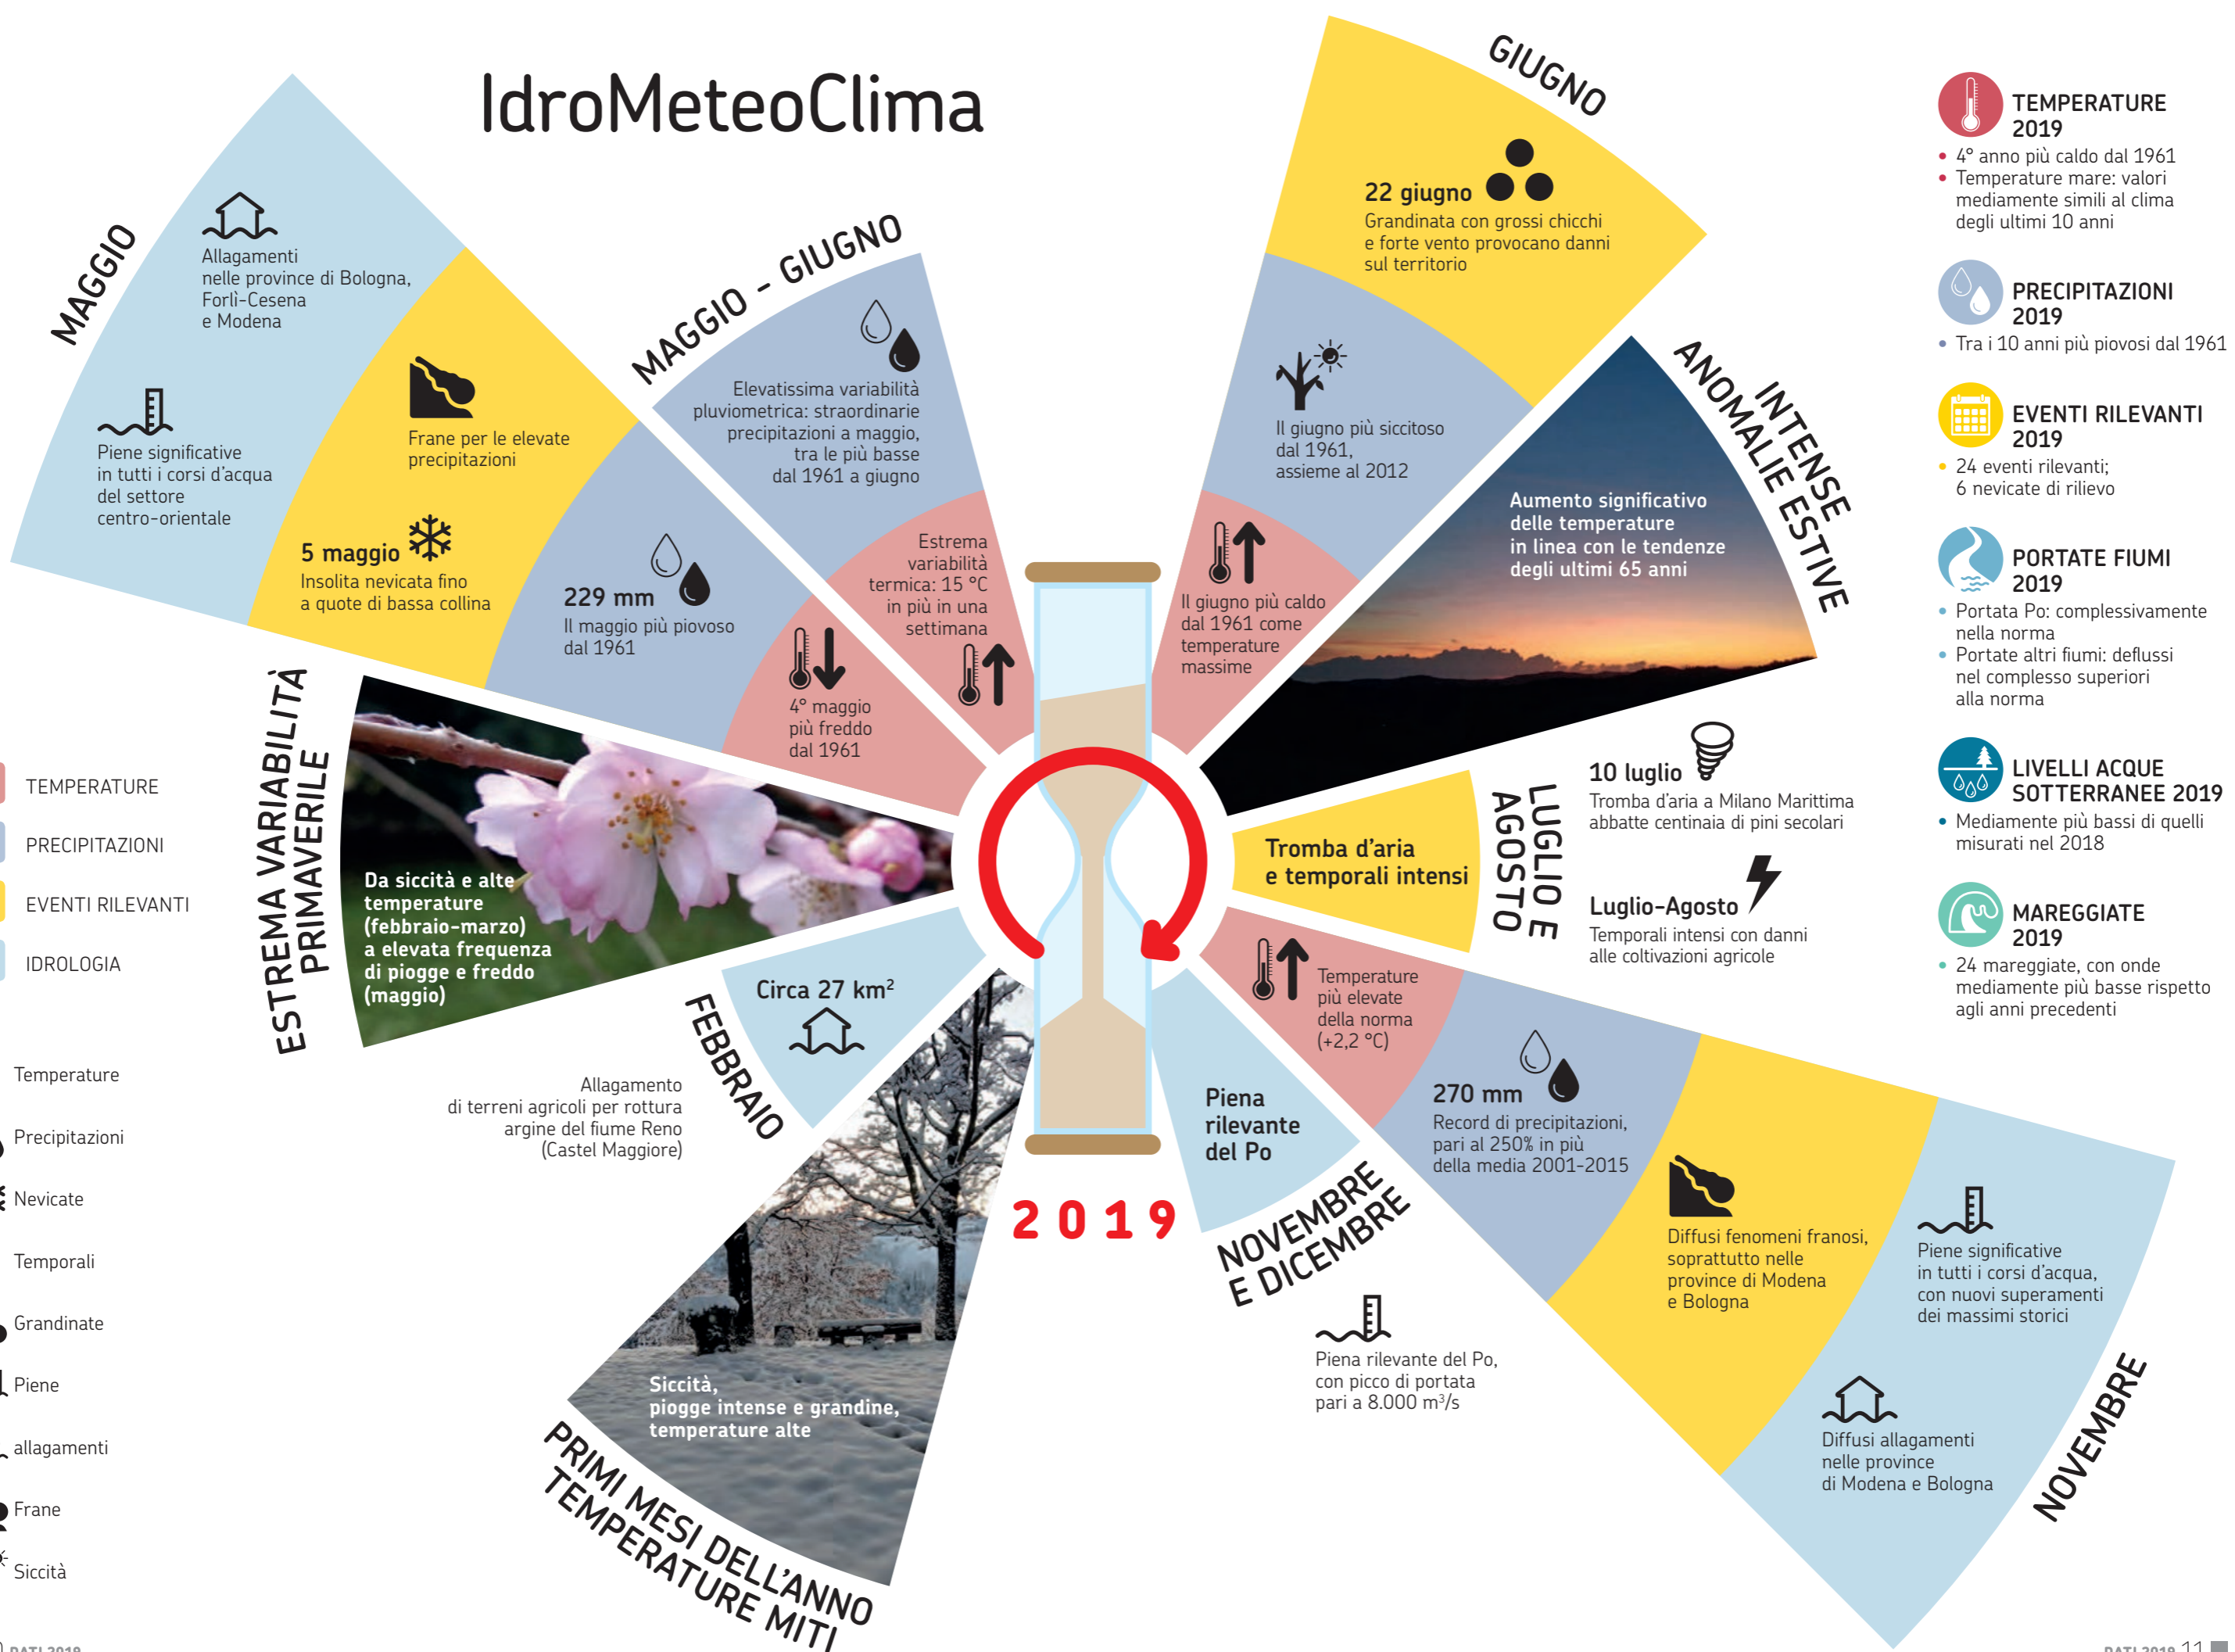 IdroMeteoClima
MAGGIO
Allagamenti
nelle province di Bologna,
Forlì-Cesena
e Modena
Piene significative
in tutti i corsi d'acqua
del settore
centro-orientale
Frane per le elevate
precipitazioni
5 maggio
Insolita nevicata fino
a quote di bassa collina
229 mm
Il maggio più piovoso
dal 1961
4° maggio
più freddo
dal 1961
MAGGIO - GIUGNO
Elevatissima variabilità
pluviometrica: straordinarie
precipitazioni a maggio,
tra le più basse
dal 1961 a giugno
Estrema
variabilità
termica: 15 °C
in più in una
settimana
GIUGNO
22 giugno
Grandinata con grossi chicchi
e forte vento provocano danni
sul territorio
Il giugno più siccitoso
dal 1961,
assieme al 2012
Il giugno più caldo
dal 1961 come
temperature
massime
INTENSE
ANOMALIE ESTIVE
Aumento significativo
delle temperature
in linea con le tendenze
degli ultimi 65 anni
LUGLIO E
AGOSTO
Tromba d'aria
e temporali intensi
10 luglio
Tromba d'aria a Milano Marittima
abbatte centinaia di pini secolari
Luglio-Agosto
Temporali intensi con danni
alle coltivazioni agricole
Temperature
più elevate
della norma
(+2,2 °C)
270 mm
Record di precipitazioni,
pari al 250% in più
della media 2001-2015
Diffusi fenomeni franosi,
soprattutto nelle
province di Modena
e Bologna
Piene significative
in tutti i corsi d'acqua,
con nuovi superamenti
dei massimi storici
Diffusi allagamenti
nelle province
di Modena e Bologna
NOVEMBRE
Piena
rilevante
del Po
NOVEMBRE
E DICEMBRE
Piena rilevante del Po,
con picco di portata
pari a 8.000 m³/s
2019
ESTREMA VARIABILITÀ
PRIMAVERILE
Da siccità e alte
temperature
(febbraio-marzo)
a elevata frequenza
di piogge e freddo
(maggio)
FEBBRAIO
Circa 27 km²
Allagamento
di terreni agricoli per rottura
argine del fiume Reno
(Castel Maggiore)
Siccità,
piogge intense e grandine,
temperature alte
PRIMI MESI DELL'ANNO
TEMPERATURE MITI
TEMPERATURE
PRECIPITAZIONI
EVENTI RILEVANTI
IDROLOGIA
Temperature
Precipitazioni
Nevicate
Temporali
Grandinate
Piene
allagamenti
Frane
Siccità
TEMPERATURE
2019
• 4° anno più caldo dal 1961
• Temperature mare: valori
mediamente simili al clima
degli ultimi 10 anni
PRECIPITAZIONI
2019
• Tra i 10 anni più piovosi dal 1961
EVENTI RILEVANTI
2019
• 24 eventi rilevanti;
6 nevicate di rilievo
PORTATE FIUMI
2019
• Portata Po: complessivamente
nella norma
• Portate altri fiumi: deflussi
nel complesso superiori
alla norma
LIVELLI ACQUE
SOTTERRANEE 2019
• Mediamente più bassi di quelli
misurati nel 2018
MAREGGIATE
2019
• 24 mareggiate, con onde
mediamente più basse rispetto
agli anni precedenti
DATI 2019
DATI 2019 11